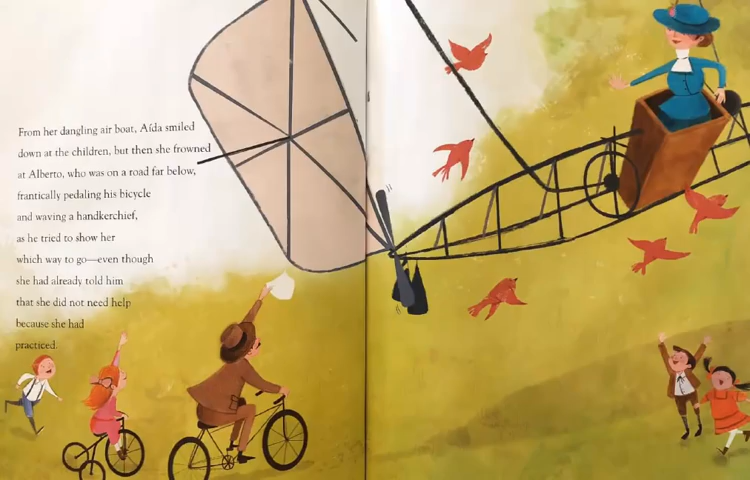 From her dangling air boat, Aída smiled
down at the children, but then she frowned
at Alberto, who was on a road far below,
frantically pedaling his bicycle
and waving a handkerchief,
as he tried to show her
which way to go—even though
she had already told him
that she did not need help
because she had
practiced.